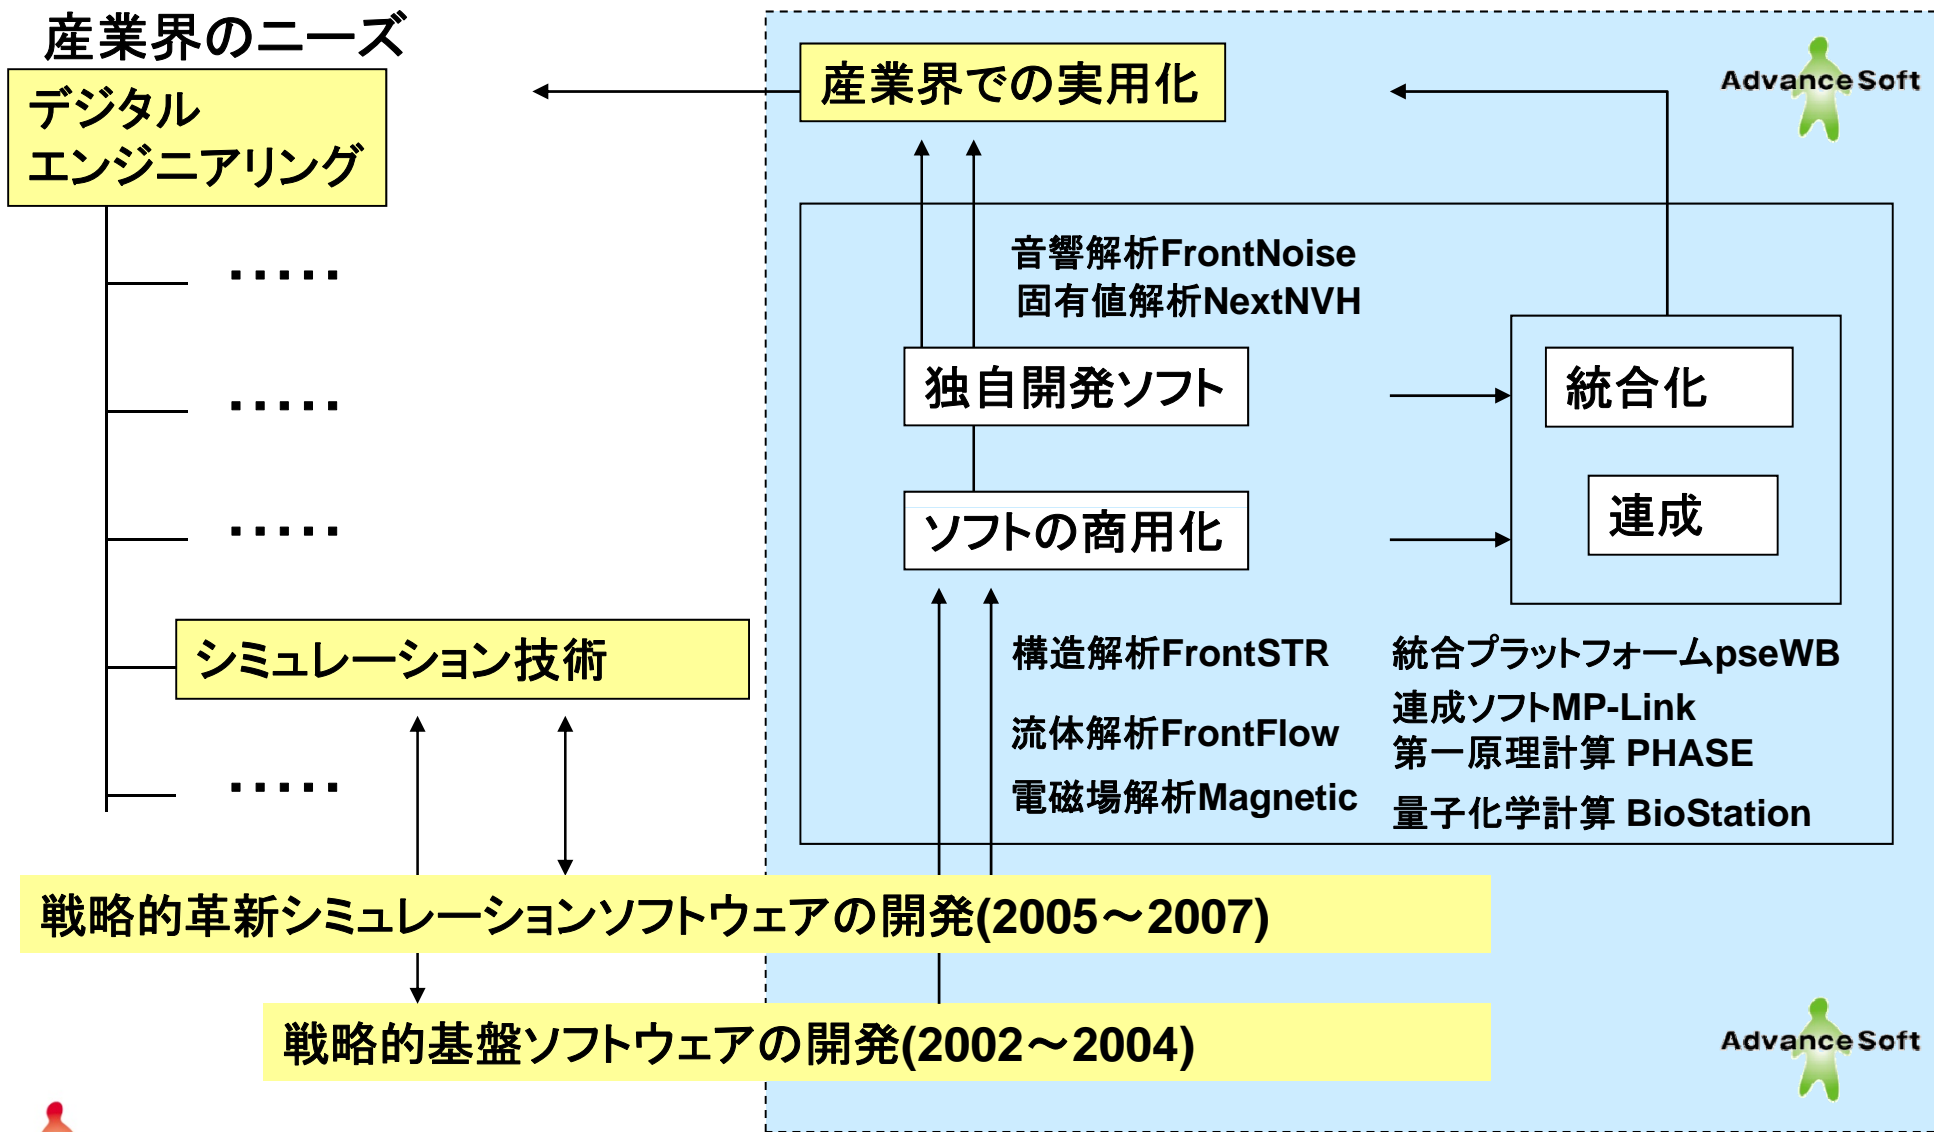 産業界のニーズ
デジタル
エンジニアリング
・・・・・
・・・・・
・・・・・
シミュレーション技術
・・・・・
産業界での実用化
AdvanceSoft
音響解析FrontNoise
固有値解析NextNVH
独自開発ソフト
統合化
ソフトの商用化
連成
構造解析FrontSTR
流体解析FrontFlow
電磁場解析Magnetic
統合プラットフォームpseWB
連成ソフトMP-Link
第一原理計算 PHASE
量子化学計算 BioStation
戦略的革新シミュレーションソフトウェアの開発(2005～2007)
戦略的基盤ソフトウェアの開発(2002～2004)
AdvanceSoft